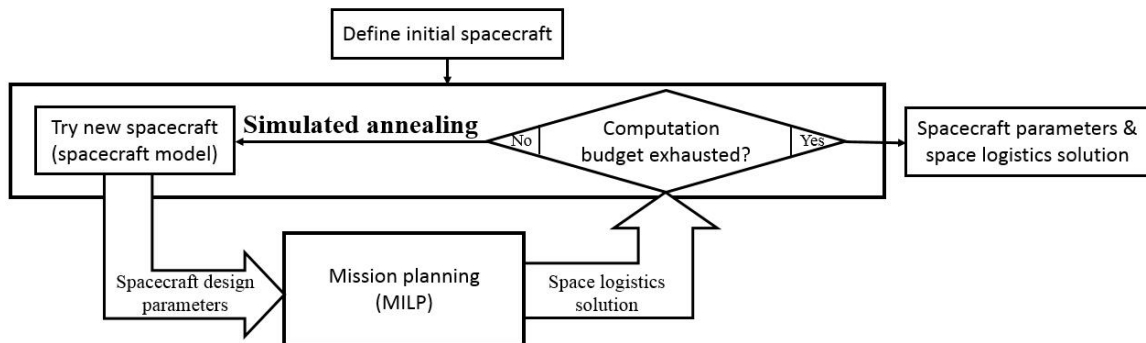 Define initial spacecraft
Try new spacecraft
(spacecraft model)
Simulated annealing
No
Computation
budget exhausted?
Yes
Spacecraft parameters &
space logistics solution
Spacecraft design
parameters
Mission planning
(MILP)
Space logistics
solution